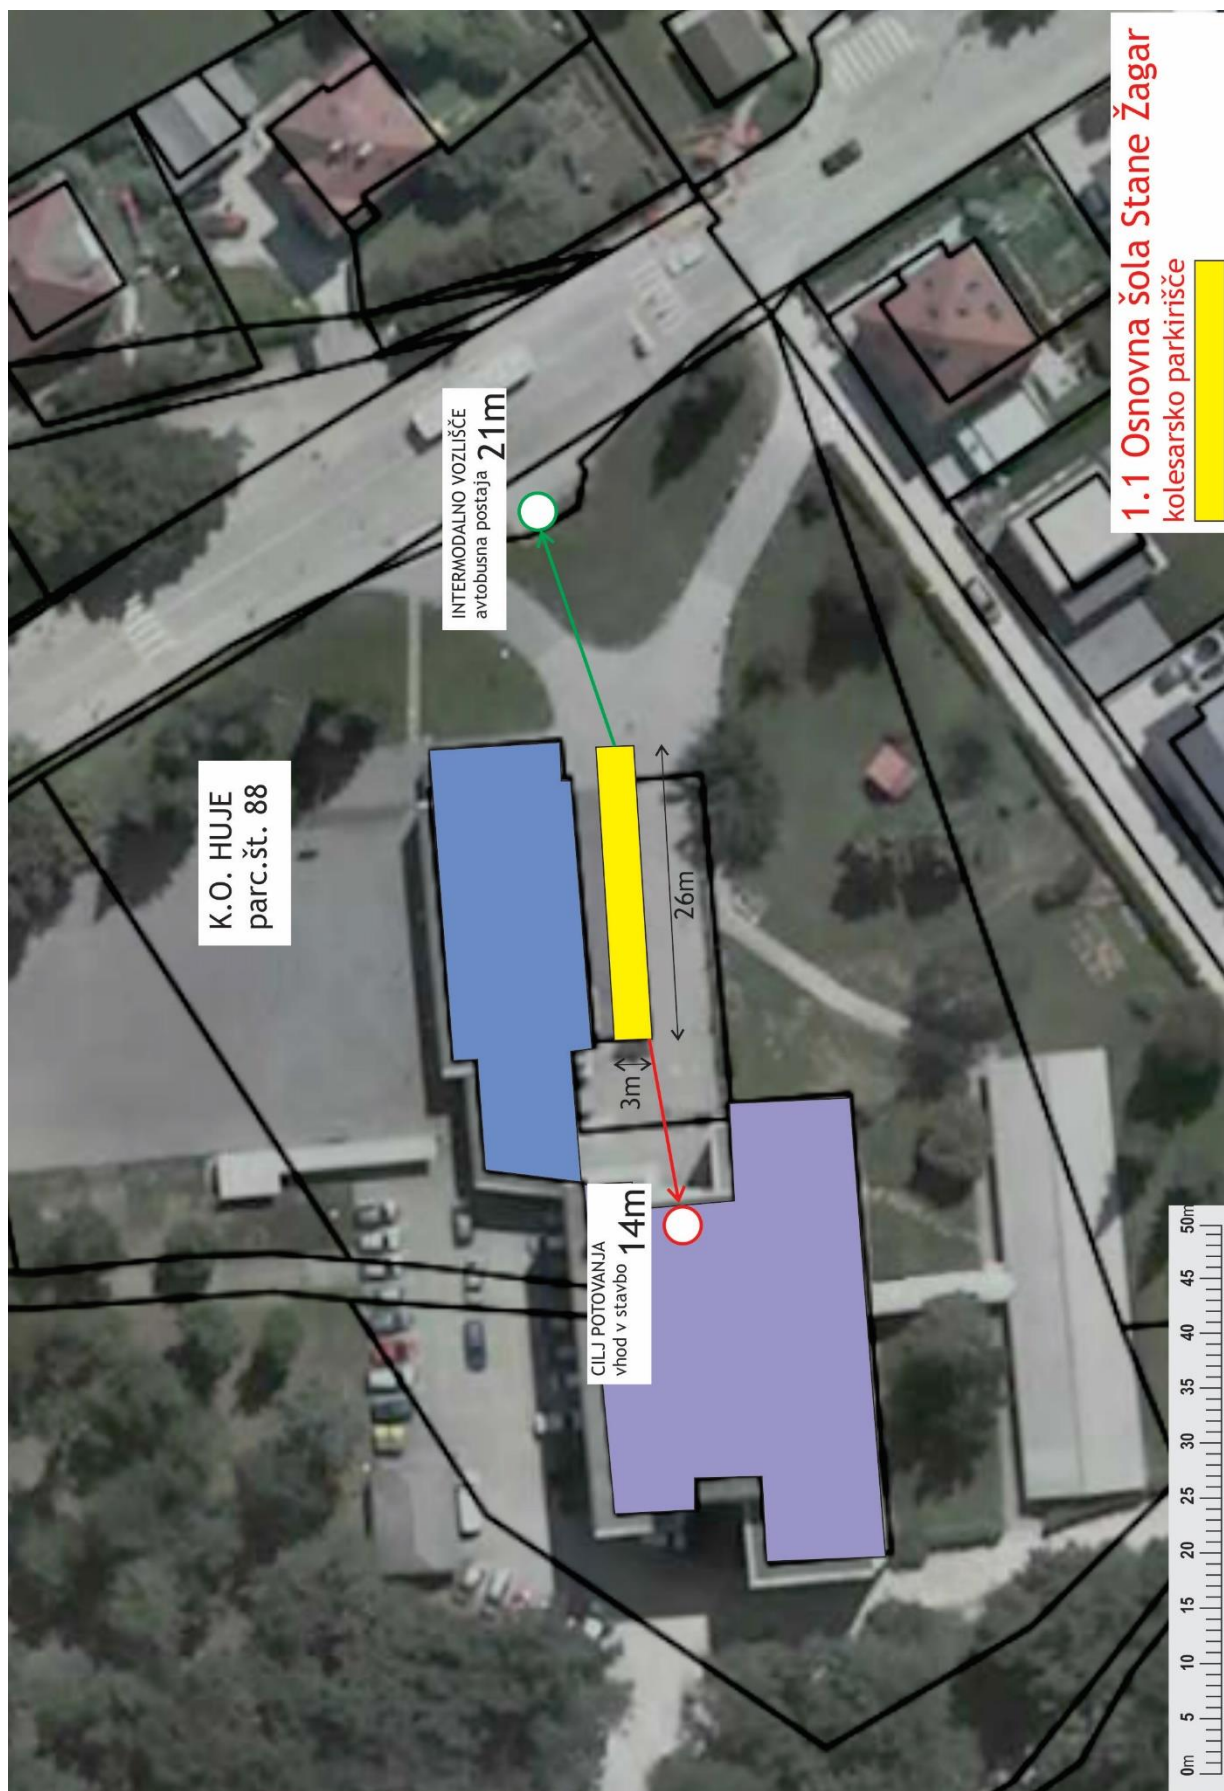 1.1 Osnovna šola Stane Žagar
kolesarsko parkirišče
INTERMODALNO VOZLIŠČE
avtobusna postaja 21m
K.O. HUJE
parc.št. 88
26m
3m
CILJ POTOVANJA
vhod v stavbo 14m
0m 5 10 15 20 25 30 35 40 45 50m